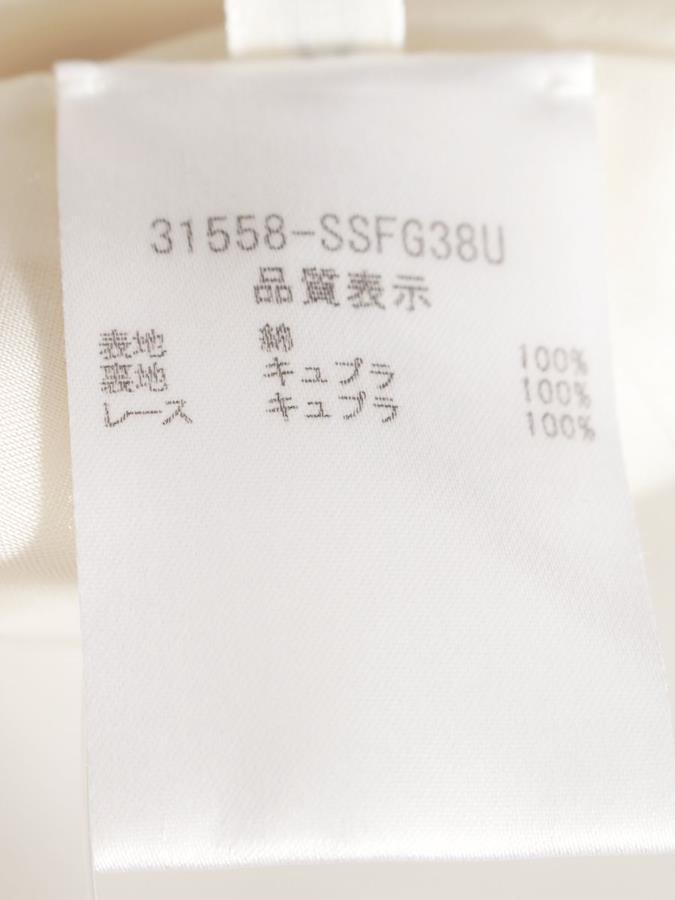 31558-SSFG38U
品質表示
表地 綿 100%
裏地 キュプラ 100%
レース キュプラ 100%